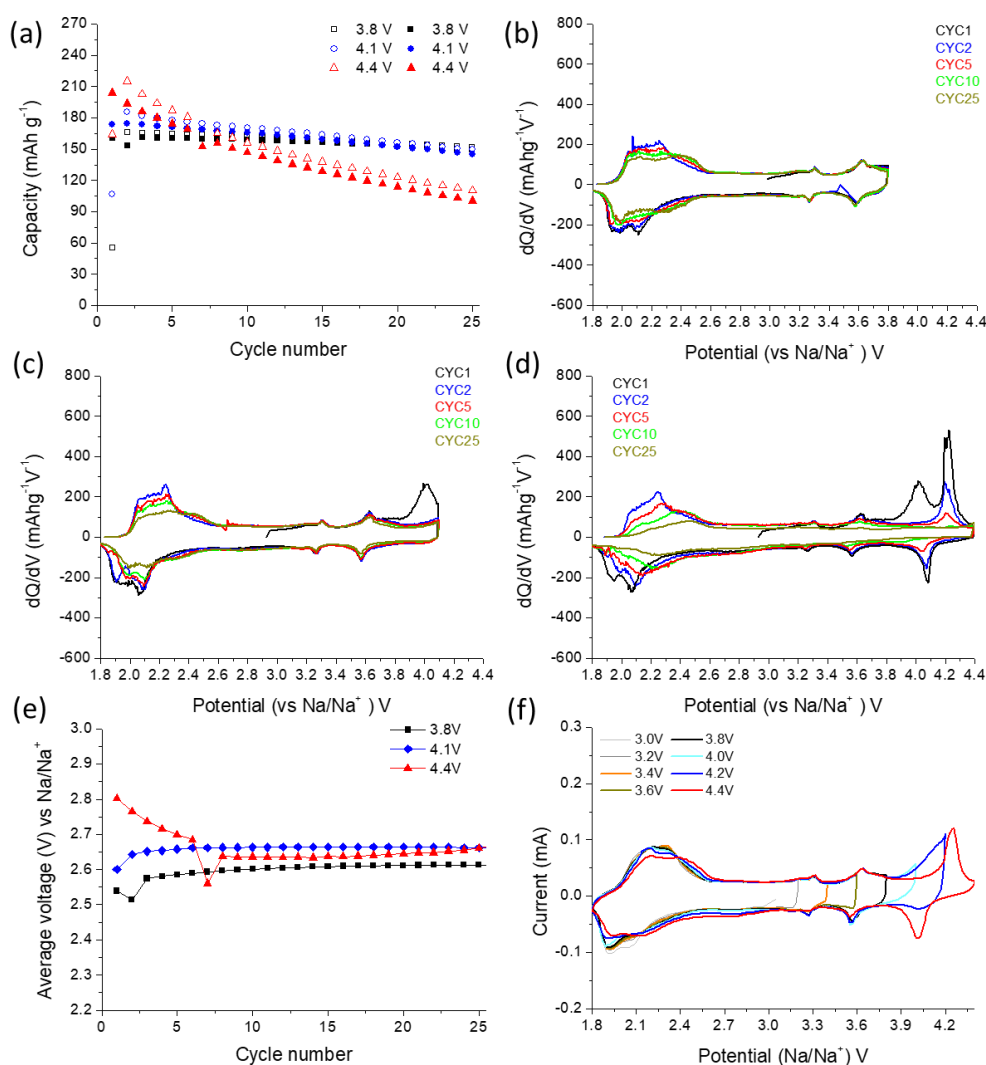 (a)
270
240
210
180
150
120
90
60
30
0
0 5 10 15 20 25
Capacity (mAh g⁻¹)
Cycle number
3.8 V 3.8 V
4.1 V 4.1 V
4.4 V 4.4 V
(b)
800
600
400
200
0
-200
-400
-600
1.8 2.0 2.2 2.4 2.6 2.8 3.0 3.2 3.4 3.6 3.8 4.0 4.2 4.4
dQ/dV (mAhg⁻¹V⁻¹)
Potential (vs Na/Na⁺) V
CYC1
CYC2
CYC5
CYC10
CYC25
(c)
800
600
400
200
0
-200
-400
-600
1.8 2.0 2.2 2.4 2.6 2.8 3.0 3.2 3.4 3.6 3.8 4.0 4.2 4.4
dQ/dV (mAhg⁻¹V⁻¹)
Potential (vs Na/Na⁺) V
CYC1
CYC2
CYC5
CYC10
CYC25
(d)
800
600
400
200
0
-200
-400
-600
1.8 2.0 2.2 2.4 2.6 2.8 3.0 3.2 3.4 3.6 3.8 4.0 4.2 4.4
dQ/dV (mAhg⁻¹V⁻¹)
Potential (vs Na/Na⁺) V
CYC1
CYC2
CYC5
CYC10
CYC25
(e)
3.0
2.9
2.8
2.7
2.6
2.5
2.4
2.3
2.2
0 5 10 15 20 25
Average voltage (V) vs Na/Na⁺
Cycle number
3.8V
4.1V
4.4V
(f)
0.3
0.2
0.1
0.0
-0.1
-0.2
1.8 2.1 2.4 2.7 3.0 3.3 3.6 3.9 4.2
Current (mA)
Potential (Na/Na⁺) V
3.0V 3.8V
3.2V 4.0V
3.4V 4.2V
3.6V 4.4V